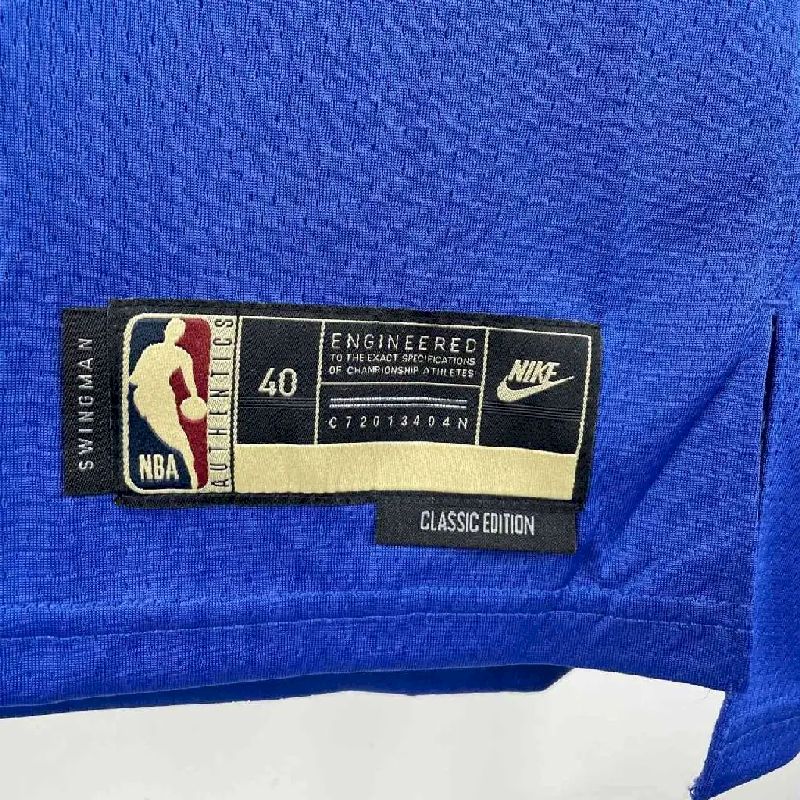 SWINGMAN
NBA
AUTHENTICS
40
ENGINEERED
TO THE EXACT SPECIFICATIONS
OF CHAMPIONSHIP ATHLETES
C72013404N
NIKE
CLASSIC EDITION